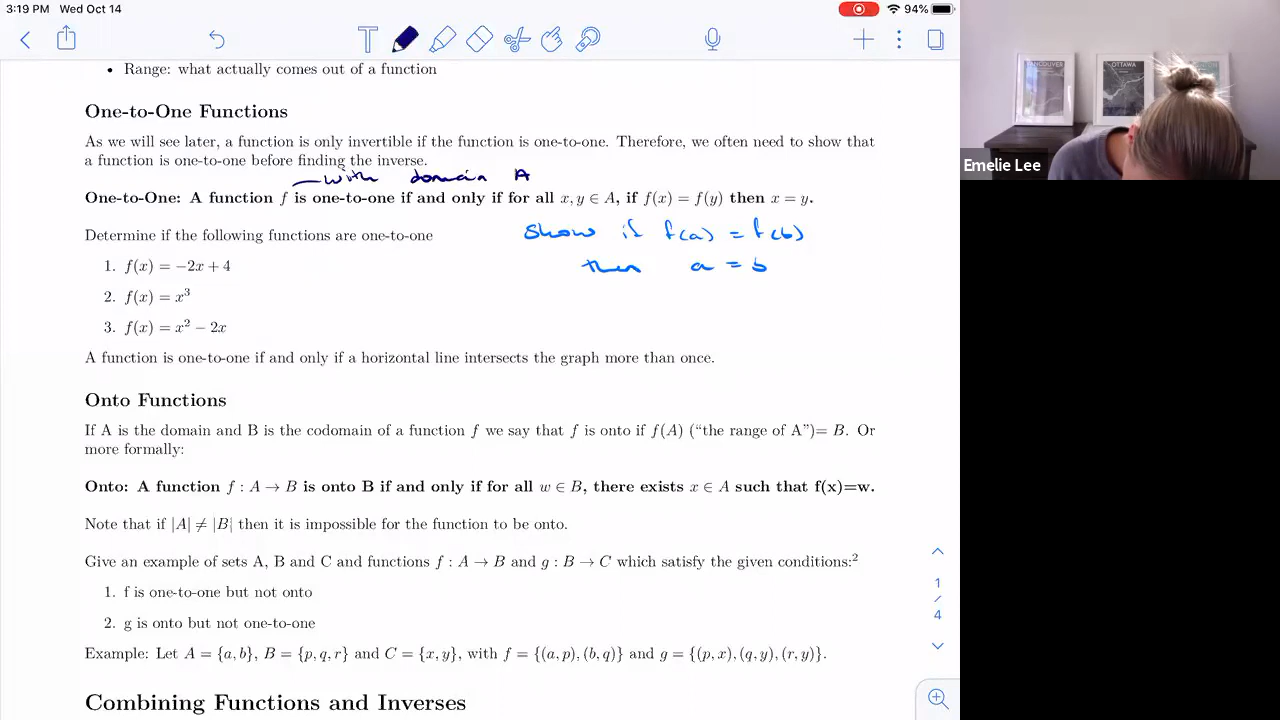 3:19 PM Wed Oct 14
94%
• Range: what actually comes out of a function
VANCOUVER
OTTAWA
One-to-One Functions
As we will see later, a function is only invertible if the function is one-to-one. Therefore, we often need to show that
a function is one-to-one before finding the inverse.
with domain A
Emelie Lee
One-to-One: A function f is one-to-one if and only if for all x, y ∈ A, if f(x) = f(y) then x = y.
show if f(a) = f(b)
Determine if the following functions are one-to-one
then a = b
1. f(x) = −2x + 4
2. f(x) = x³
3. f(x) = x² − 2x
A function is one-to-one if and only if a horizontal line intersects the graph more than once.
Onto Functions
If A is the domain and B is the codomain of a function f we say that f is onto if f(A) (“the range of A”)= B. Or
more formally:
Onto: A function f : A → B is onto B if and only if for all w ∈ B, there exists x ∈ A such that f(x)=w.
Note that if |A| ≠ |B| then it is impossible for the function to be onto.
Give an example of sets A, B and C and functions f : A → B and g : B → C which satisfy the given conditions:²
1
/
4
1. f is one-to-one but not onto
2. g is onto but not one-to-one
Example: Let A = {a, b}, B = {p, q, r} and C = {x, y}, with f = {(a, p), (b, q)} and g = {(p, x), (q, y), (r, y)}.
Combining Functions and Inverses